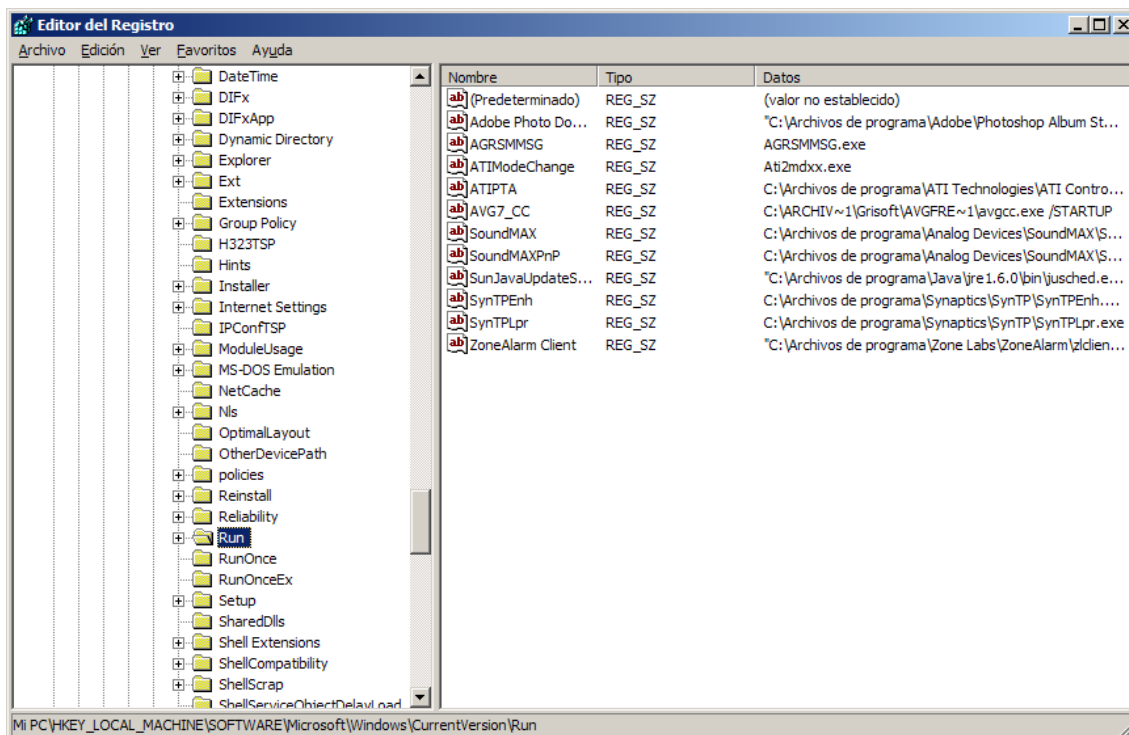 Editor del Registro
Archivo Edición Ver Favoritos Ayuda
DateTime
DIFx
DIFxApp
Dynamic Directory
Explorer
Ext
Extensions
Group Policy
H323TSP
Hints
Installer
Internet Settings
IPConfTSP
ModuleUsage
MS-DOS Emulation
NetCache
Nls
OptimalLayout
OtherDevicePath
policies
Reinstall
Reliability
Run
RunOnce
RunOnceEx
Setup
SharedDlls
Shell Extensions
ShellCompatibility
ShellScrap
ShellServiceObjectDelayLoad
Nombre Tipo Datos
(Predeterminado) REG_SZ (valor no establecido)
Adobe Photo Do... REG_SZ "C:\Archivos de programa\Adobe\Photoshop Album St...
AGRSMMSG REG_SZ AGRSMMSG.exe
ATIModeChange REG_SZ Ati2mdxx.exe
ATIPTA REG_SZ C:\Archivos de programa\ATI Technologies\ATI Contro...
AVG7_CC REG_SZ C:\ARCHIV~1\Grisoft\AVGFRE~1\avgcc.exe /STARTUP
SoundMAX REG_SZ C:\Archivos de programa\Analog Devices\SoundMAX\S...
SoundMAXPnP REG_SZ C:\Archivos de programa\Analog Devices\SoundMAX\S...
SunJavaUpdateS... REG_SZ "C:\Archivos de programa\Java\jre1.6.0\bin\jusched.e...
SynTPEnh REG_SZ C:\Archivos de programa\Synaptics\SynTP\SynTPEnh....
SynTPLpr REG_SZ C:\Archivos de programa\Synaptics\SynTP\SynTPLpr.exe
ZoneAlarm Client REG_SZ "C:\Archivos de programa\Zone Labs\ZoneAlarm\zlclien...
Mi PC\HKEY_LOCAL_MACHINE\SOFTWARE\Microsoft\Windows\CurrentVersion\Run